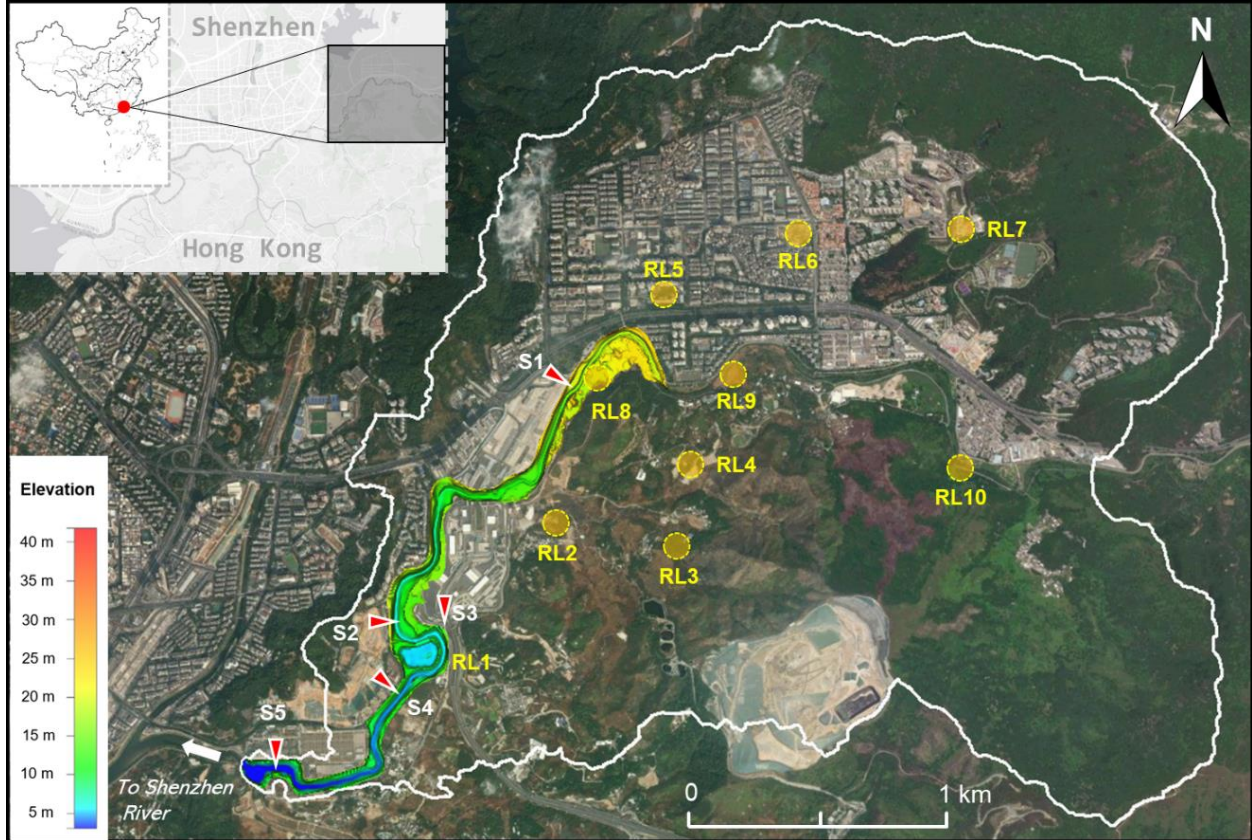 Shenzhen
Hong Kong
N
RL7
RL6
RL5
S1
RL8
RL9
RL4
RL10
RL2
RL3
Elevation
40 m
35 m
30 m
25 m
20 m
15 m
10 m
5 m
S3
S2
RL1
S4
S5
To Shenzhen
River
0
1 km